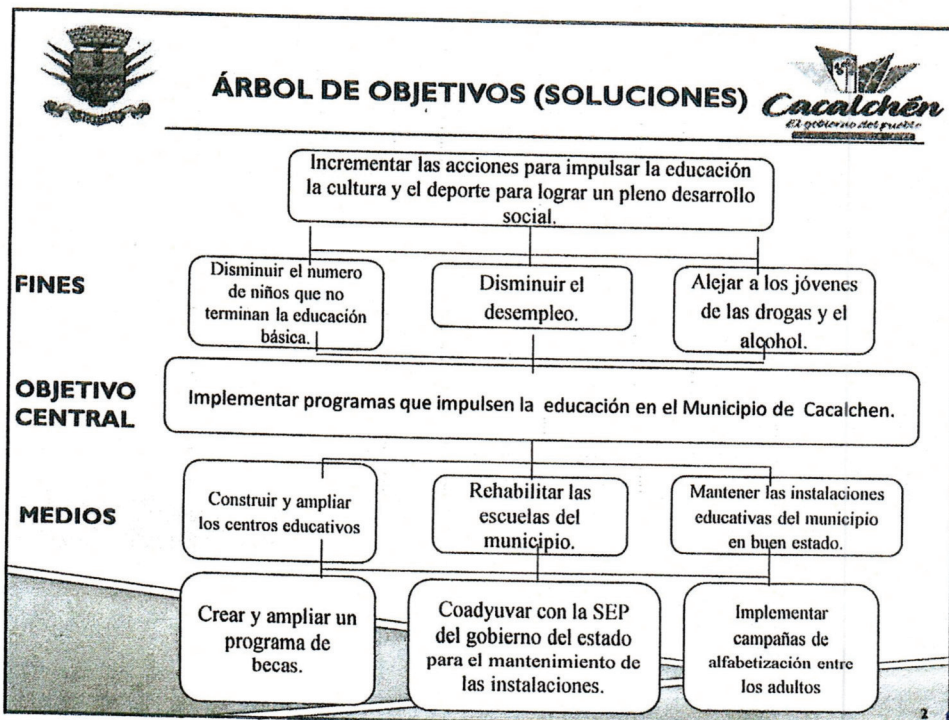 ÁRBOL DE OBJETIVOS (SOLUCIONES)
Cacalchén
El gobierno del pueblo
Incrementar las acciones para impulsar la educación
la cultura y el deporte para lograr un pleno desarrollo
social.
FINES
Disminuir el numero
de niños que no
terminan la educación
básica.
Disminuir el
desempleo.
Alejar a los jóvenes
de las drogas y el
alcohol.
OBJETIVO
CENTRAL
Implementar programas que impulsen la educación en el Municipio de Cacalchen.
MEDIOS
Construir y ampliar
los centros educativos
Rehabilitar las
escuelas del
municipio.
Mantener las instalaciones
educativas del municipio
en buen estado.
Crear y ampliar un
programa de
becas.
Coadyuvar con la SEP
del gobierno del estado
para el mantenimiento de
las instalaciones.
Implementar
campañas de
alfabetización entre
los adultos
2